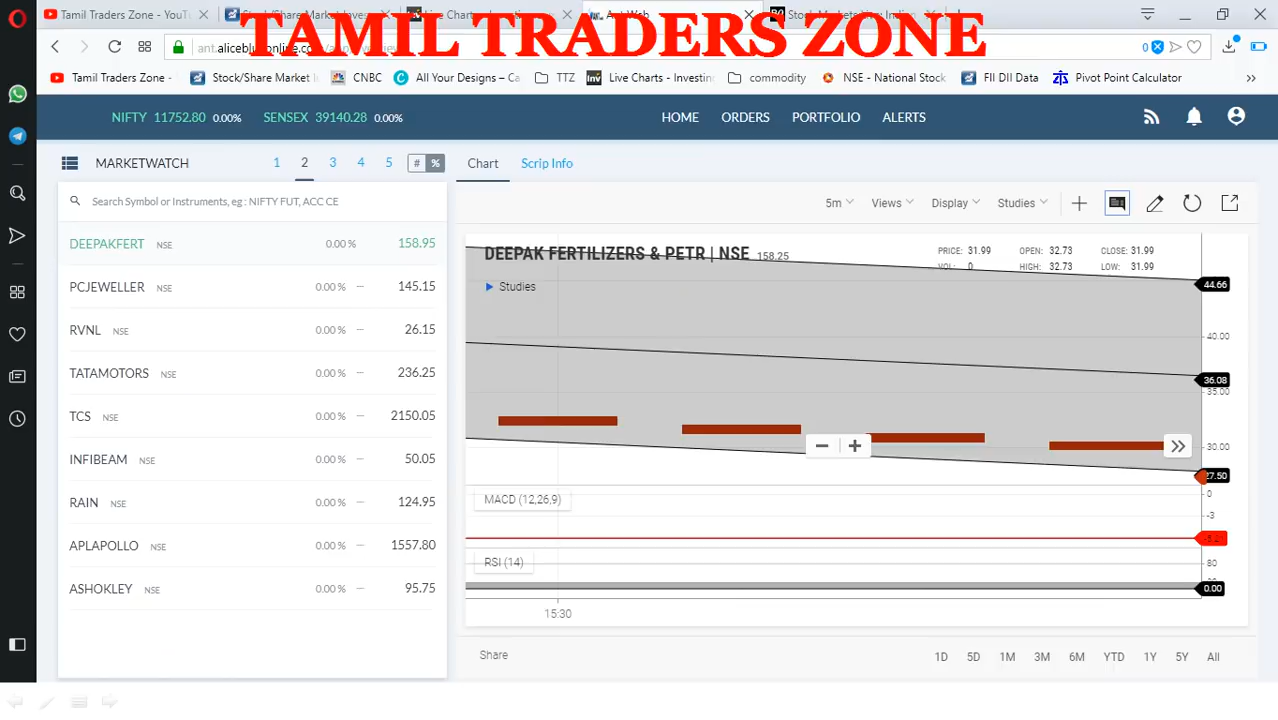 TAMIL TRADERS ZONE
Tamil Traders Zone - YouT
Tamil Traders Zone -
Stock/Share Market I
CNBC
All Your Designs – Ca
TTZ
Live Charts - Investing
commodity
NSE - National Stock
FII DII Data
Pivot Point Calculator
NIFTY 11752.80 0.00% SENSEX 39140.28 0.00%
HOME ORDERS PORTFOLIO ALERTS
MARKETWATCH 1 2 3 4 5 # %
Chart Scrip Info
Search Symbol or Instruments, eg : NIFTY FUT, ACC CE
5m Views Display Studies
DEEPAKFERT NSE 0.00 % 158.95
PCJEWELLER NSE 0.00 % 145.15
RVNL NSE 0.00 % 26.15
TATAMOTORS NSE 0.00 % 236.25
TCS NSE 0.00 % 2150.05
INFIBEAM NSE 0.00 % 50.05
RAIN NSE 0.00 % 124.95
APLAPOLLO NSE 0.00 % 1557.80
ASHOKLEY NSE 0.00 % 95.75
DEEPAK FERTILIZERS & PETR | NSE 158.25
PRICE: 31.99 OPEN: 32.73 CLOSE: 31.99
VOL: 0 HIGH: 32.73 LOW: 31.99
Studies
44.66
40.00
36.08
35.00
30.00
27.50
MACD (12,26,9)
0
-3
RSI (14)
80
0.00
15:30
Share
1D 5D 1M 3M 6M YTD 1Y 5Y All